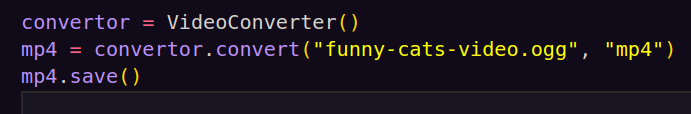 convertor = VideoConverter()
mp4 = convertor.convert("funny-cats-video.ogg", "mp4")
mp4.save()